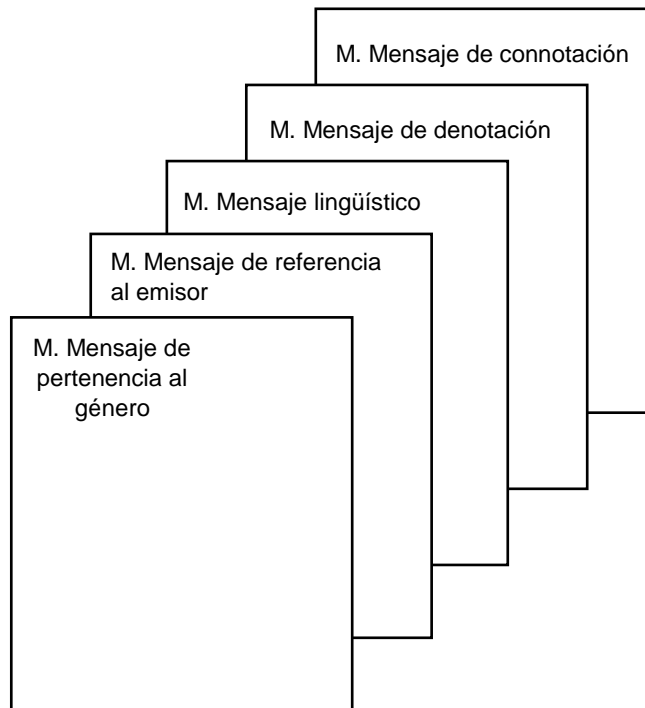 M. Mensaje de connotación
M. Mensaje de denotación
M. Mensaje lingüístico
M. Mensaje de referencia
al emisor
M. Mensaje de
pertenencia al
género